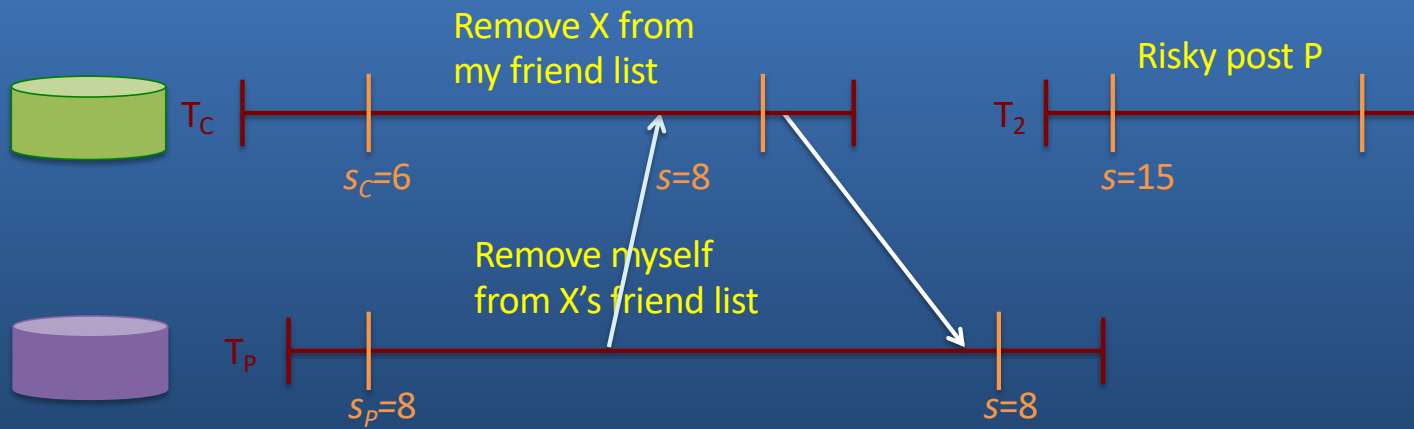 Remove X from
my friend list
Risky post P
T_C
T_2
s_C=6
s=8
s=15
Remove myself
from X's friend list
T_P
s_P=8
s=8